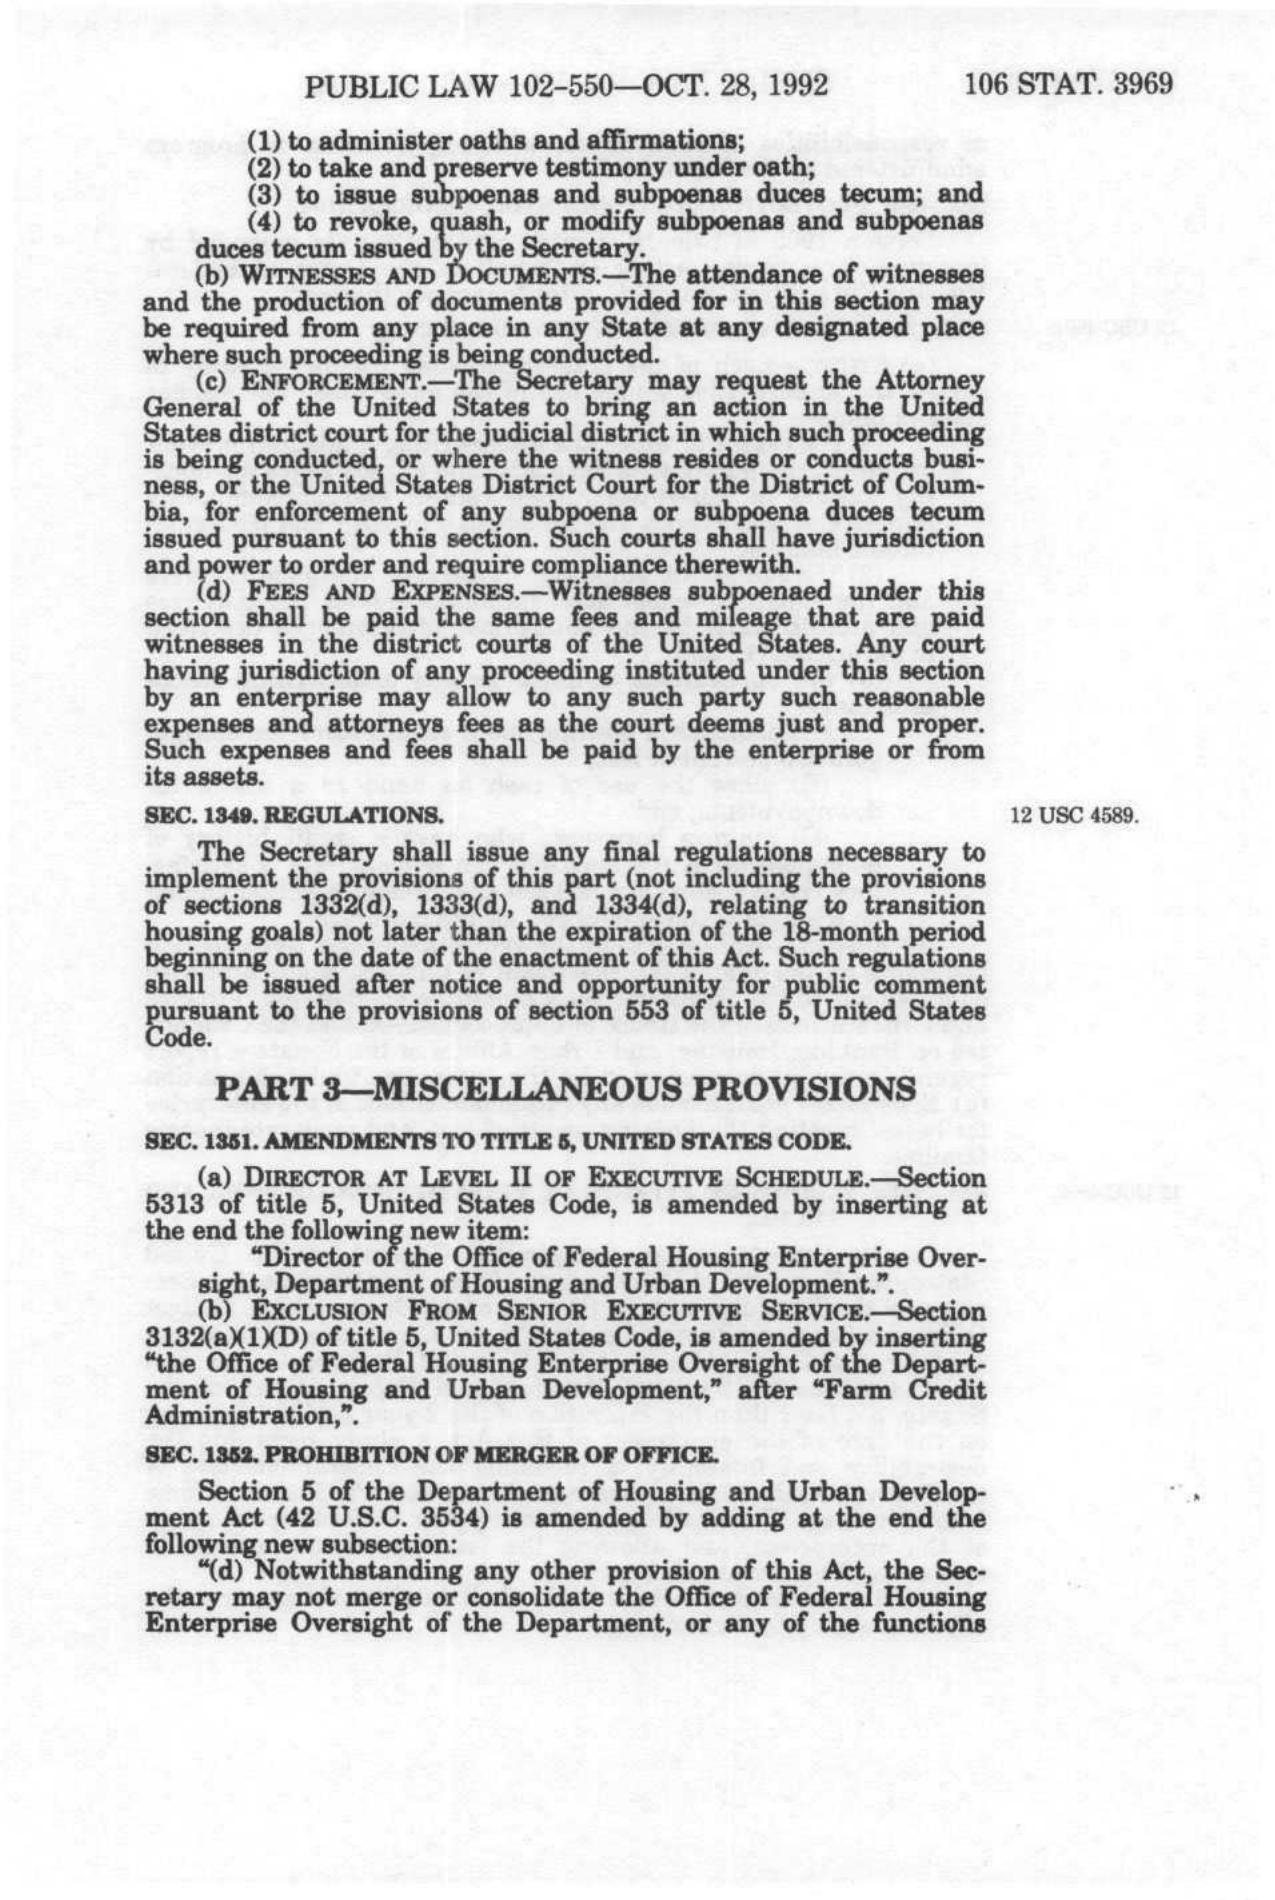 PUBLIC LAW 102-550—OCT. 28, 1992 106 STAT. 3969
(1) to administer oaths and affirmations;
(2) to take and preserve testimony under oath;
(3) to issue subpoenas and subpoenas duces tecum; and
(4) to revoke, quash, or modify subpoenas and subpoenas
duces tecum issued by the Secretary.
(b) WITNESSES AND DOCUMENTS.—The attendance of witnesses
and the production of documents provided for in this section may
be required from any place in any State at any designated place
where such proceeding is being conducted.
(c) ENFORCEMENT.—The Secretary may request the Attorney
General of the United States to bring an action in the United
States district court for the judicial district in which such proceeding
is being conducted, or where the witness resides or conducts busi-
ness, or the United States District Court for the District of Colum-
bia, for enforcement of any subpoena or subpoena duces tecum
issued pursuant to this section. Such courts shall have jurisdiction
and power to order and require compliance therewith.
(d) FEES AND EXPENSES.—Witnesses subpoenaed under this
section shall be paid the same fees and mileage that are paid
witnesses in the district courts of the United States. Any court
having jurisdiction of any proceeding instituted under this section
by an enterprise may allow to any such party such reasonable
expenses and attorneys fees as the court deems just and proper.
Such expenses and fees shall be paid by the enterprise or from
its assets.
SEC. 1349. REGULATIONS. 12 USC 4589.
The Secretary shall issue any final regulations necessary to
implement the provisions of this part (not including the provisions
of sections 1332(d), 1333(d), and 1334(d), relating to transition
housing goals) not later than the expiration of the 18-month period
beginning on the date of the enactment of this Act. Such regulations
shall be issued after notice and opportunity for public comment
pursuant to the provisions of section 553 of title 5, United States
Code.
PART 3—MISCELLANEOUS PROVISIONS
SEC. 1351. AMENDMENTS TO TITLE 5, UNITED STATES CODE.
(a) DIRECTOR AT LEVEL II OF EXECUTIVE SCHEDULE.—Section
5313 of title 5, United States Code, is amended by inserting at
the end the following new item:
"Director of the Office of Federal Housing Enterprise Over-
sight, Department of Housing and Urban Development.".
(b) EXCLUSION FROM SENIOR EXECUTIVE SERVICE.—Section
3132(a)(1)(D) of title 5, United States Code, is amended by inserting
"the Office of Federal Housing Enterprise Oversight of the Depart-
ment of Housing and Urban Development," after "Farm Credit
Administration,".
SEC. 1352. PROHIBITION OF MERGER OF OFFICE.
Section 5 of the Department of Housing and Urban Develop-
ment Act (42 U.S.C. 3534) is amended by adding at the end the
following new subsection:
"(d) Notwithstanding any other provision of this Act, the Sec-
retary may not merge or consolidate the Office of Federal Housing
Enterprise Oversight of the Department, or any of the functions